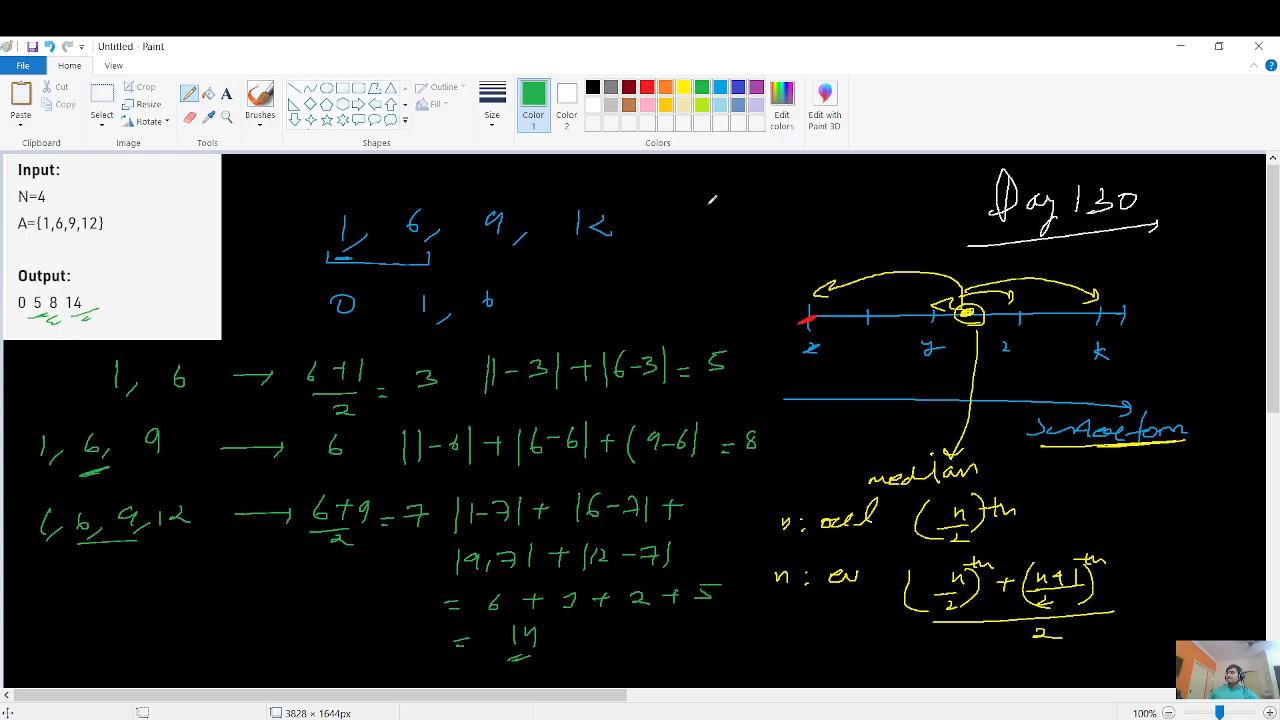 Untitled - Paint
File
Home
View
Paste
Cut
Copy
Clipboard
Select
Crop
Resize
Rotate
Image
Tools
Brushes
Outline
Fill
Shapes
Size
Color 1
Color 2
Edit colors
Colors
Edit with Paint 3D
Input:
N=4
A={1,6,9,12}
Output:
0 5 8 14
1, 6, 9, 12
0 1, 6
Day 130
1, 6 → 6+1/2 = 3 |1-3|+|6-3| = 5
1, 6, 9 → 6 ||-6|+|6-6|+(9-6| = 8
(, 6, 9, 12 → 6+9/2 = 7 |1-7|+ |6-7|+
|9,7|+|12-7|
= 6 + 1 + 2 + 5
= 14
x y z k
median
n: (n/2)th
n: ev (n/2)th + (n+1/2)th
2
3828 × 1644px
100%